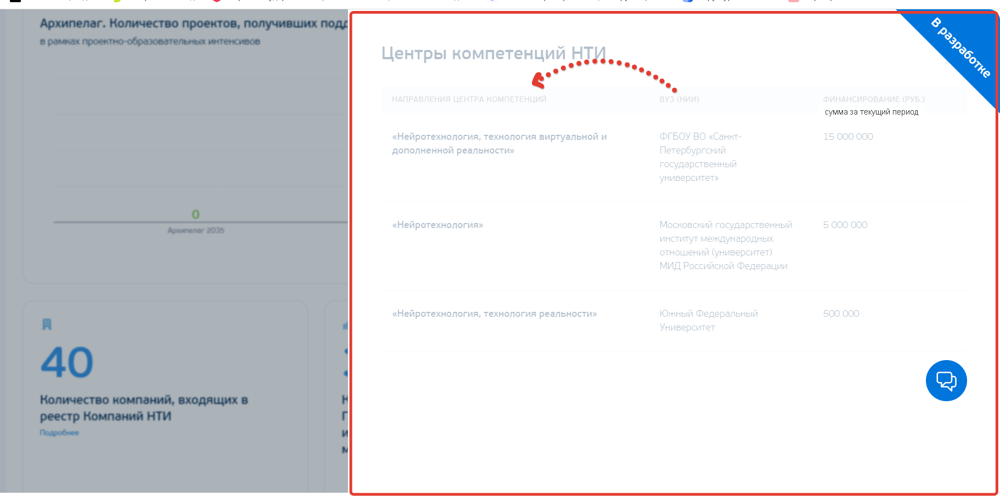 Архипелаг. Количество проектов, получивших
в рамках проектно-образовательных интенсивов
0
Архипелаг 2035
40
Количество компаний, входящих в
реестр Компаний НТИ
Подробнее
В разработке
Центры компетенций НТИ
НАПРАВЛЕНИЯ ЦЕНТРА КОМПЕТЕНЦИЙ
ВУЗ (НИИ)
ФИНАНСИРОВАНИЕ (РУБ.)
сумма за текущий период
«Нейротехнология, технология виртуальной и
дополненной реальности»
ФГБОУ ВО «Санкт-
Петербургский
государственный
университет»
15 000 000
«Нейротехнология»
Московский государственный
институт международных
отношений (университет)
МИД Российской Федерации
5 000 000
«Нейротехнология, технология реальности»
Южный Федеральный
Университет
500 000